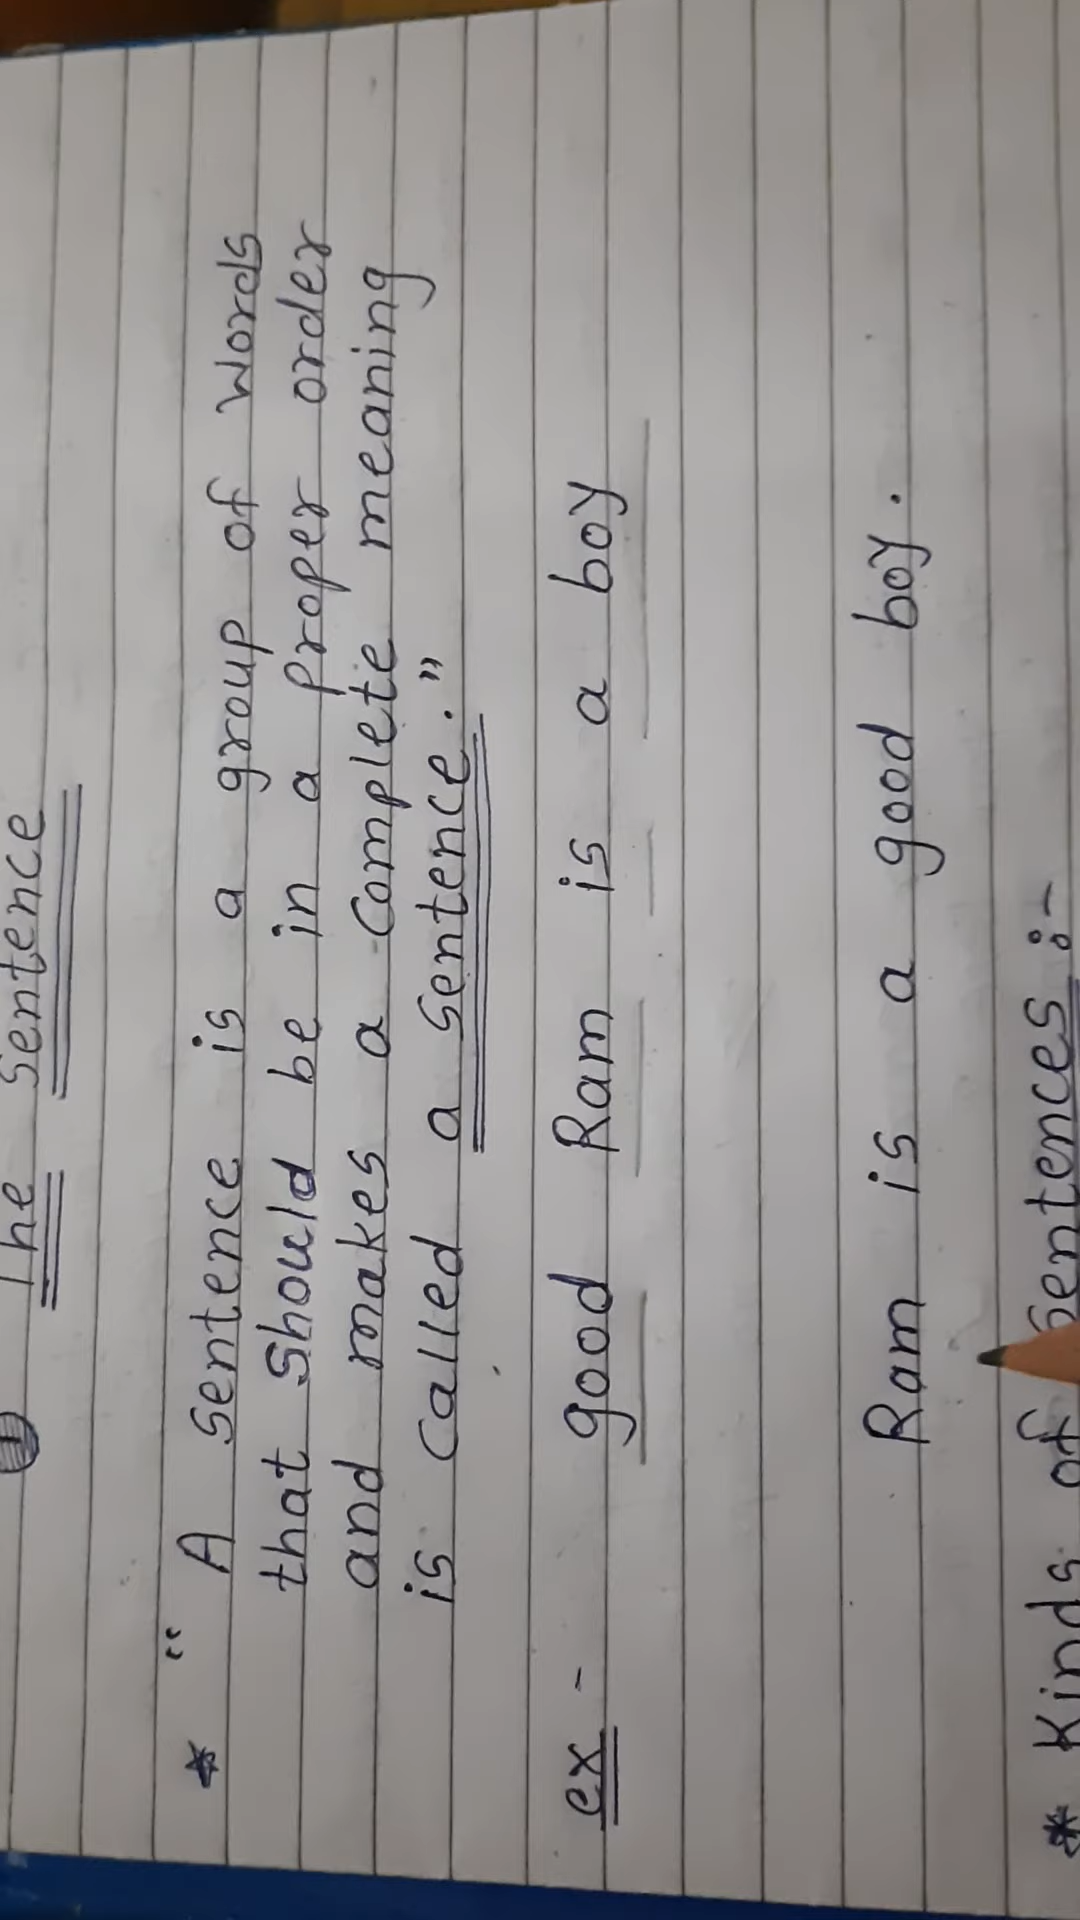 ① The Sentence
* " A Sentence is a group of words
that Should be in a proper order
and makes a Complete meaning
is Called a Sentence."
ex - good Ram is a boy
Ram is a good boy.
* Kinds of Sentences :-